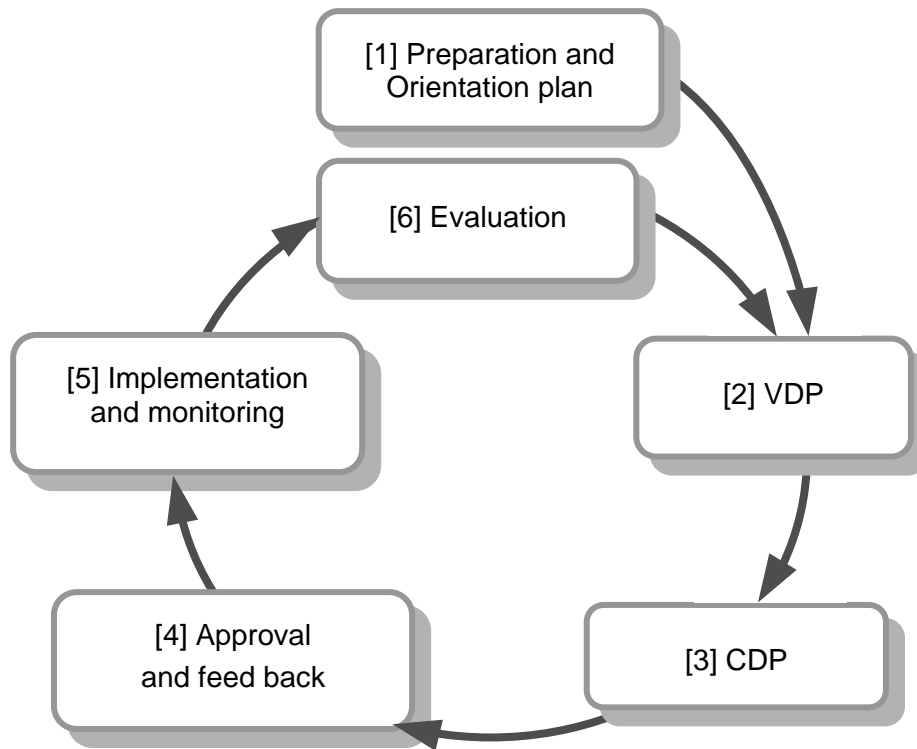 [1] Preparation and
Orientation plan
[6] Evaluation
[5] Implementation
and monitoring
[2] VDP
[4] Approval
and feed back
[3] CDP